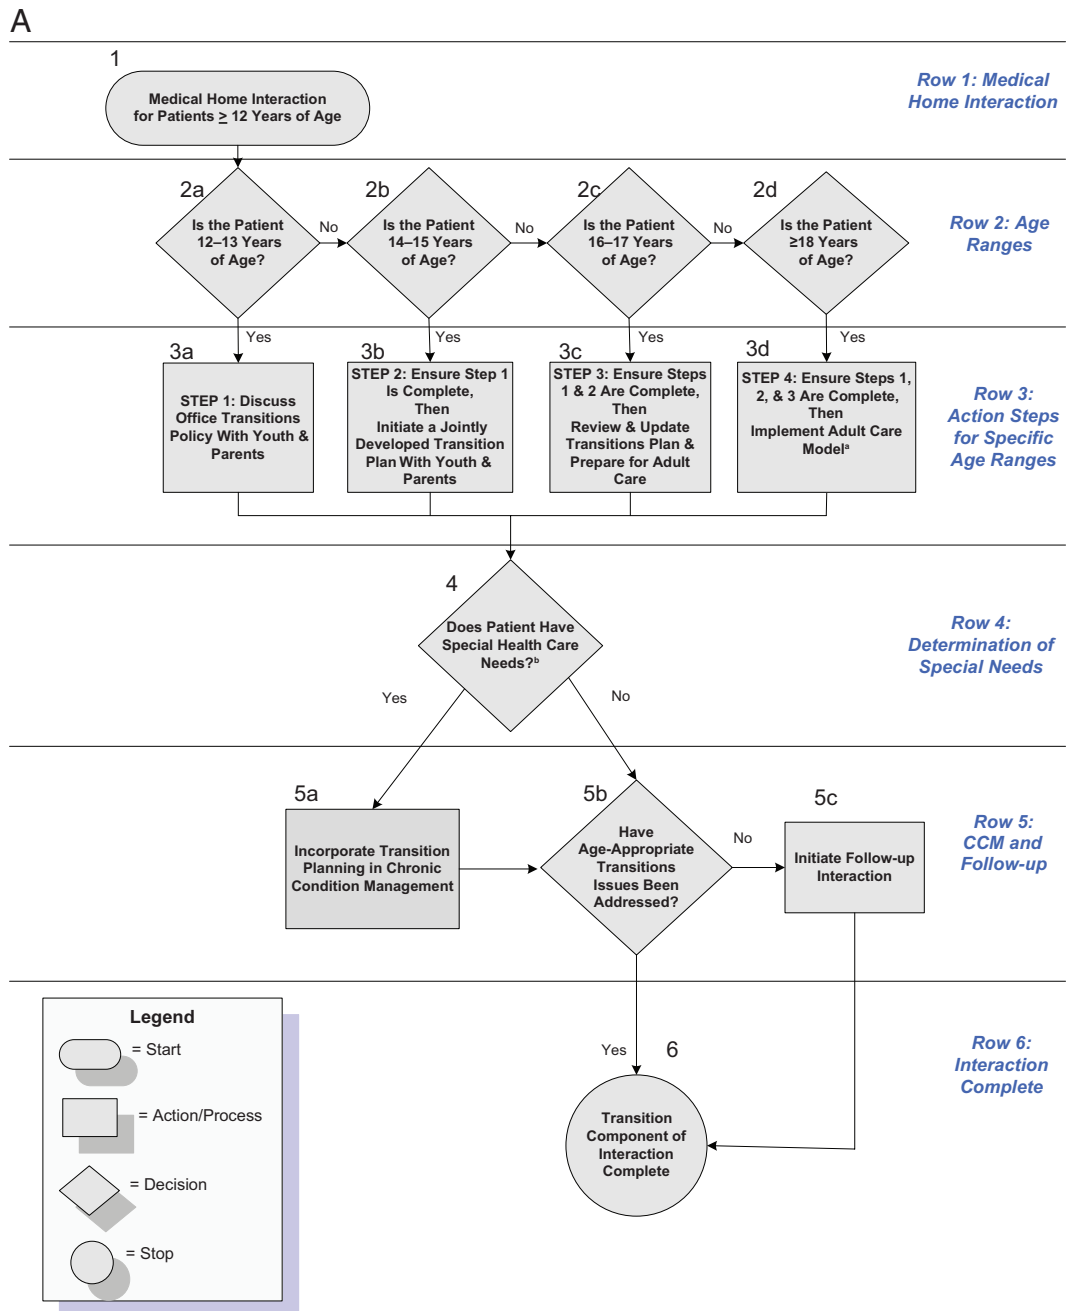 A
1
Medical Home Interaction
for Patients ≥ 12 Years of Age
Row 1: Medical
Home Interaction
2a
Is the Patient
12–13 Years
of Age?
No
2b
Is the Patient
14–15 Years
of Age?
No
2c
Is the Patient
16–17 Years
of Age?
No
2d
Is the Patient
≥18 Years
of Age?
Row 2: Age
Ranges
Yes
Yes
Yes
Yes
3a
STEP 1: Discuss
Office Transitions
Policy With Youth &
Parents
3b
STEP 2: Ensure Step 1
Is Complete,
Then
Initiate a Jointly
Developed Transition
Plan With Youth &
Parents
3c
STEP 3: Ensure Steps
1 & 2 Are Complete,
Then
Review & Update
Transitions Plan &
Prepare for Adult
Care
3d
STEP 4: Ensure Steps 1,
2, & 3 Are Complete,
Then
Implement Adult Care
Modelᵃ
Row 3:
Action Steps
for Specific
Age Ranges
4
Does Patient Have
Special Health Care
Needs?ᵇ
Yes
No
Row 4:
Determination of
Special Needs
5a
Incorporate Transition
Planning in Chronic
Condition Management
5b
Have
Age-Appropriate
Transitions
Issues Been
Addressed?
No
5c
Initiate Follow-up
Interaction
Row 5:
CCM and
Follow-up
Yes
6
Transition
Component of
Interaction
Complete
Row 6:
Interaction
Complete
Legend
= Start
= Action/Process
= Decision
= Stop